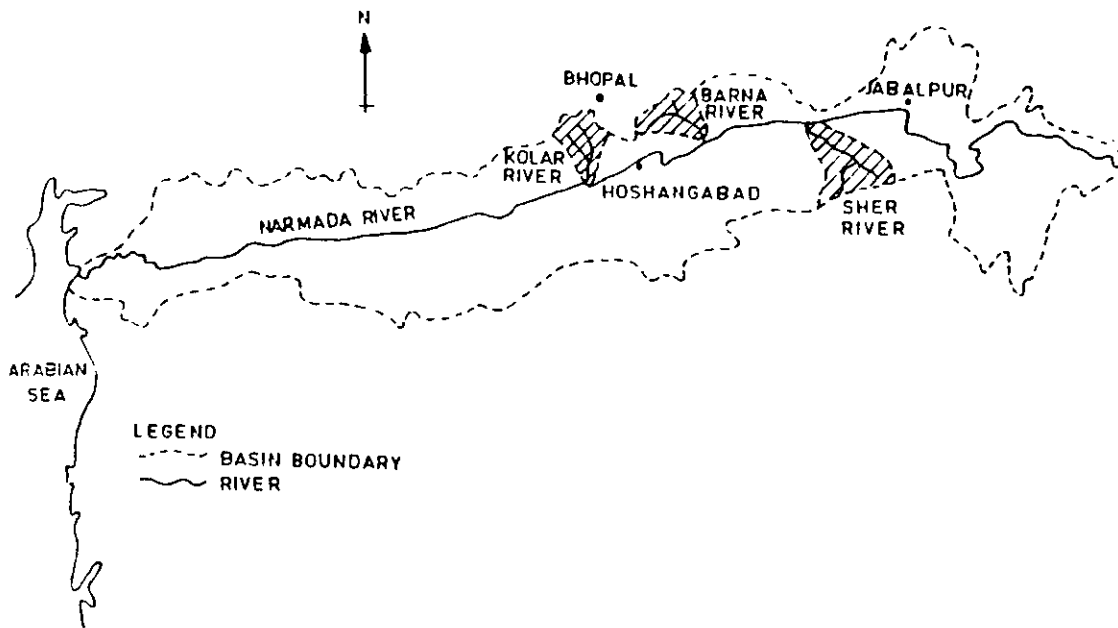 N
BHOPAL
BARNA
RIVER
JABALPUR
KOLAR
RIVER
HOSHANGABAD
NARMADA RIVER
SHER
RIVER
ARABIAN
SEA
LEGEND
BASIN BOUNDARY
RIVER